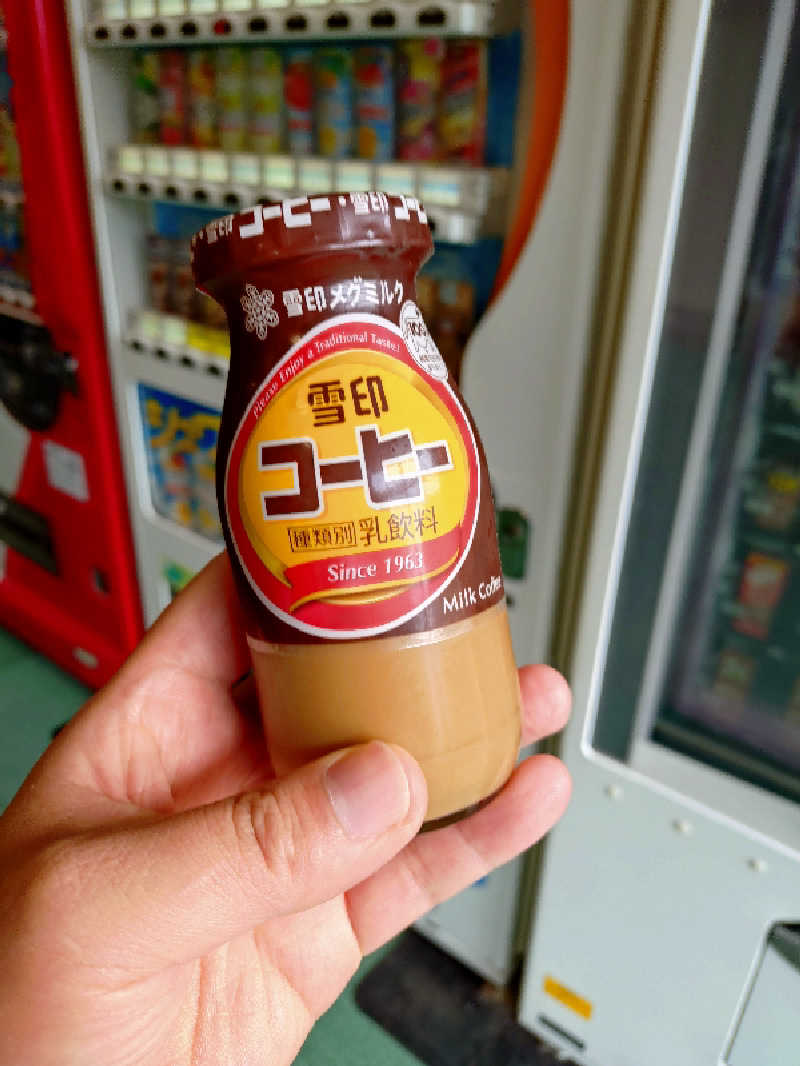 コーヒー・雪印
雪印メグミルク
Please Enjoy a Traditional Taste!
雪印
コーヒー
種類別 乳飲料
Since 1963
Milk Coffee